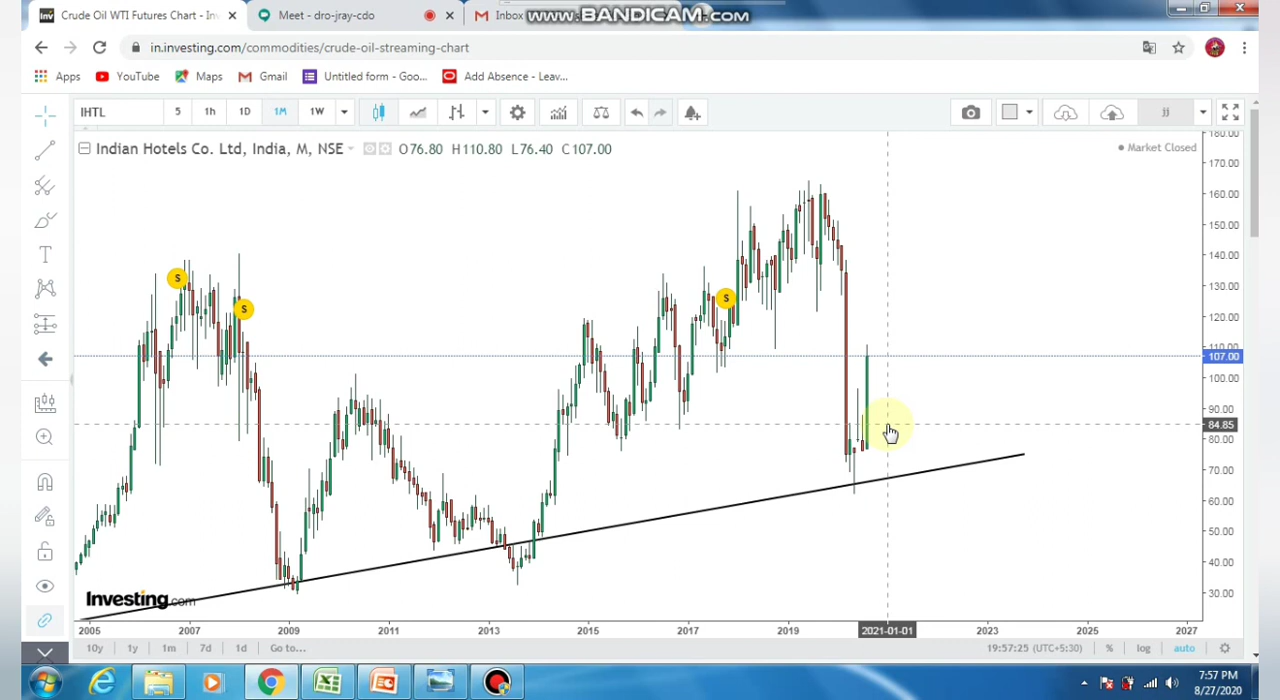 Crude Oil WTI Futures Chart - Inv
Meet - dro-jray-cdo
Inbox
www.BANDICAM.com
in.investing.com/commodities/crude-oil-streaming-chart
Apps YouTube Maps Gmail Untitled form - Goo... Add Absence - Leav...
IHTL 5 1h 1D 1M 1W jj
Indian Hotels Co. Ltd, India, M, NSE O76.80 H110.80 L76.40 C107.00
Market Closed
180.00
170.00
160.00
150.00
140.00
130.00
120.00
110.00
107.00
100.00
90.00
84.85
80.00
70.00
60.00
50.00
40.00
30.00
S
S
S
Investing.com
2005 2007 2009 2011 2013 2015 2017 2019 2021-01-01 2023 2025 2027
10y 1y 1m 7d 1d Go to... 19:57:25 (UTC+5:30) % log auto
7:57 PM
8/27/2020